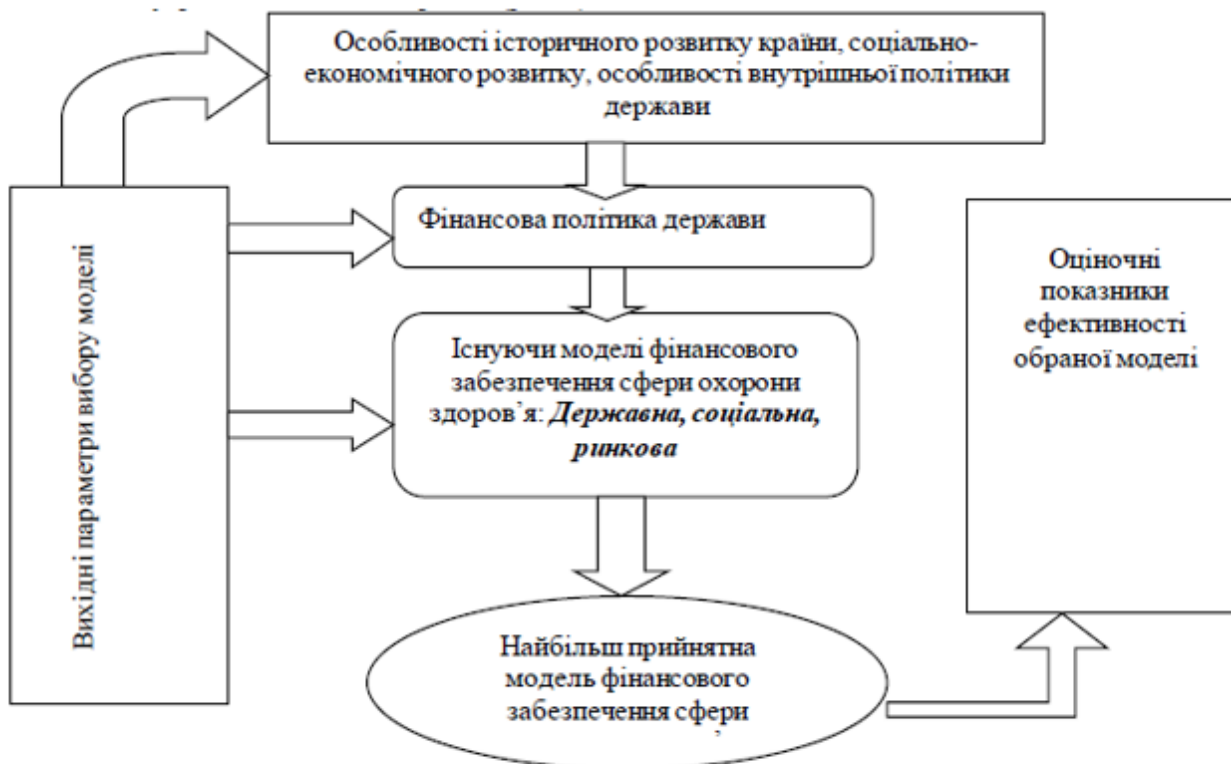 Особливості історичного розвитку країни, соціально-
економічного розвитку, особливості внутрішньої політики
держави
Вихідні параметри вибору моделі
Фінансова політика держави
Існуючи моделі фінансового
забезпечення сфери охорони
здоров’я: Державна, соціальна,
ринкова
Найбільш прийнятна
модель фінансового
забезпечення сфери
Оціночні
показники
ефективності
обраної моделі